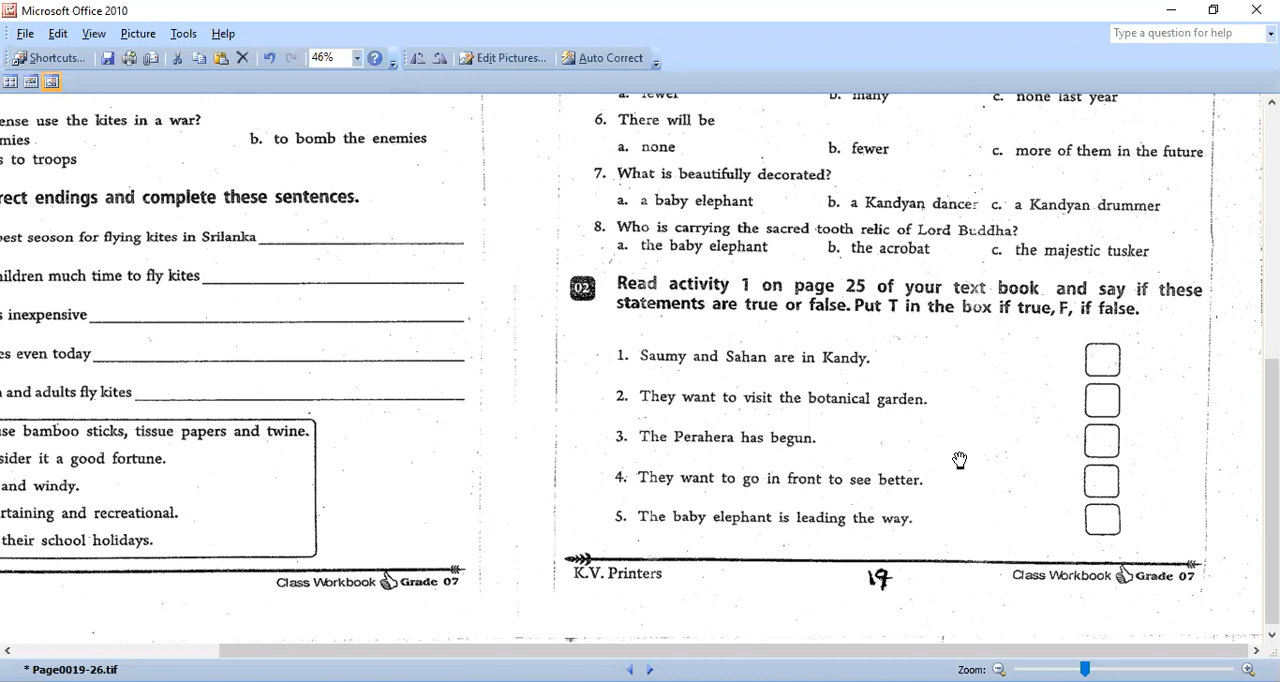 Microsoft Office 2010
File Edit View Picture Tools Help
Type a question for help
Shortcuts... 46% Edit Pictures... Auto Correct
ense use the kites in a war?
mies b. to bomb the enemies
s to troops
rect endings and complete these sentences.
best seoson for flying kites in Srilanka
hildren much time to fly kites
s inexpensive
es even today
n and adults fly kites
use bamboo sticks, tissue papers and twine.
sider it a good fortune.
and windy.
rtaining and recreational.
their school holidays.
Class Workbook Grade 07
a. fewer b. many c. none last year
6. There will be
a. none b. fewer c. more of them in the future
7. What is beautifully decorated?
a. a baby elephant b. a Kandyan dancer c. a Kandyan drummer
8. Who is carrying the sacred tooth relic of Lord Buddha?
a. the baby elephant b. the acrobat c. the majestic tusker
02 Read activity 1 on page 25 of your text book and say if these
statements are true or false. Put T in the box if true, F, if false.
1. Saumy and Sahan are in Kandy.
2. They want to visit the botanical garden.
3. The Perahera has begun.
4. They want to go in front to see better.
5. The baby elephant is leading the way.
K.V. Printers 19 Class Workbook Grade 07
* Page0019-26.tif Zoom: